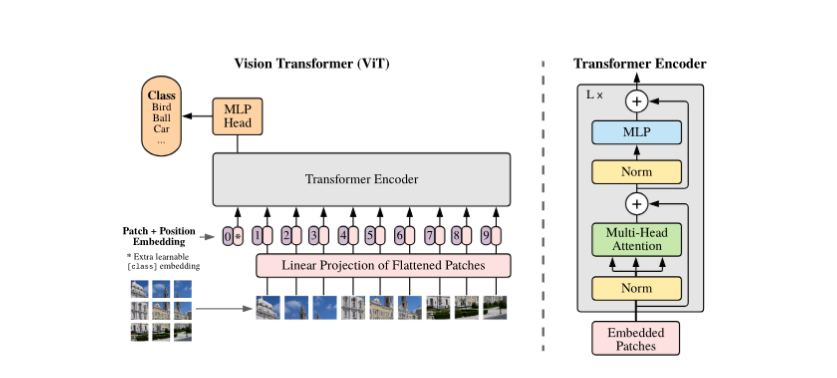 Vision Transformer (ViT)
Class
Bird
Ball
Car
...
MLP
Head
Transformer Encoder
Patch + Position
Embedding
* Extra learnable
[class] embedding
0 * 1 2 3 4 5 6 7 8 9
Linear Projection of Flattened Patches
Transformer Encoder
L x
+
MLP
Norm
+
Multi-Head
Attention
Norm
Embedded
Patches